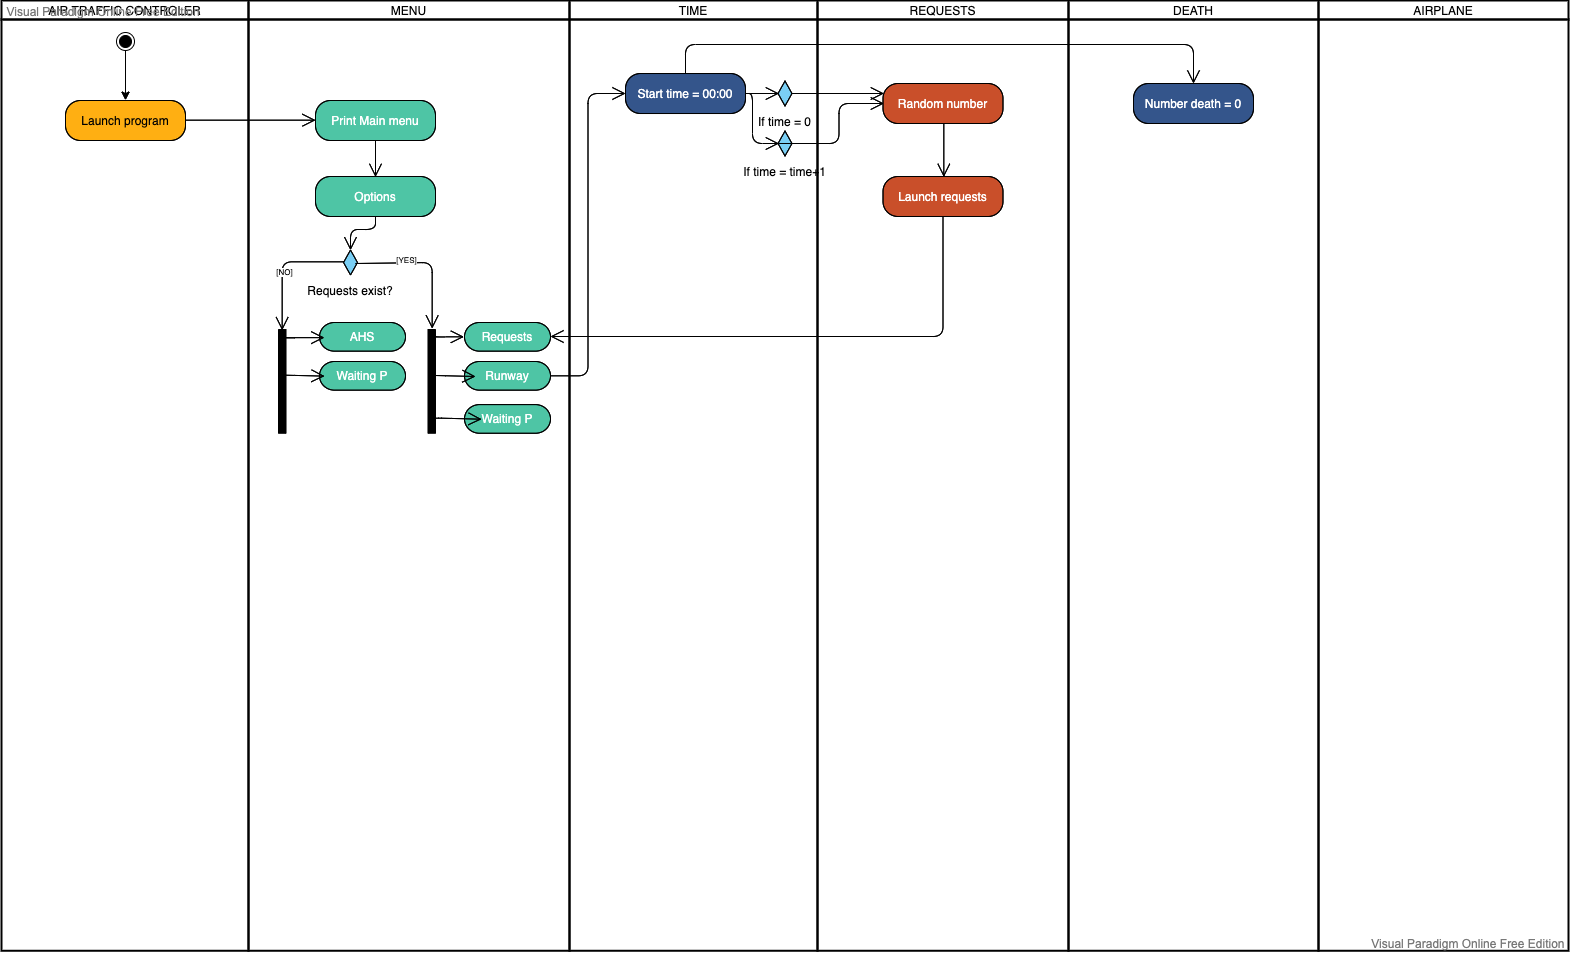 Visual Paradigm Online Free Edition
AIR TRAFFIC CONTROLER
MENU
TIME
REQUESTS
DEATH
AIRPLANE
Launch program
Print Main menu
Options
[NO]
[YES]
Requests exist?
AHS
Waiting P
Requests
Runway
Waiting P
Start time = 00:00
If time = 0
If time = time+1
Random number
Launch requests
Number death = 0
Visual Paradigm Online Free Edition